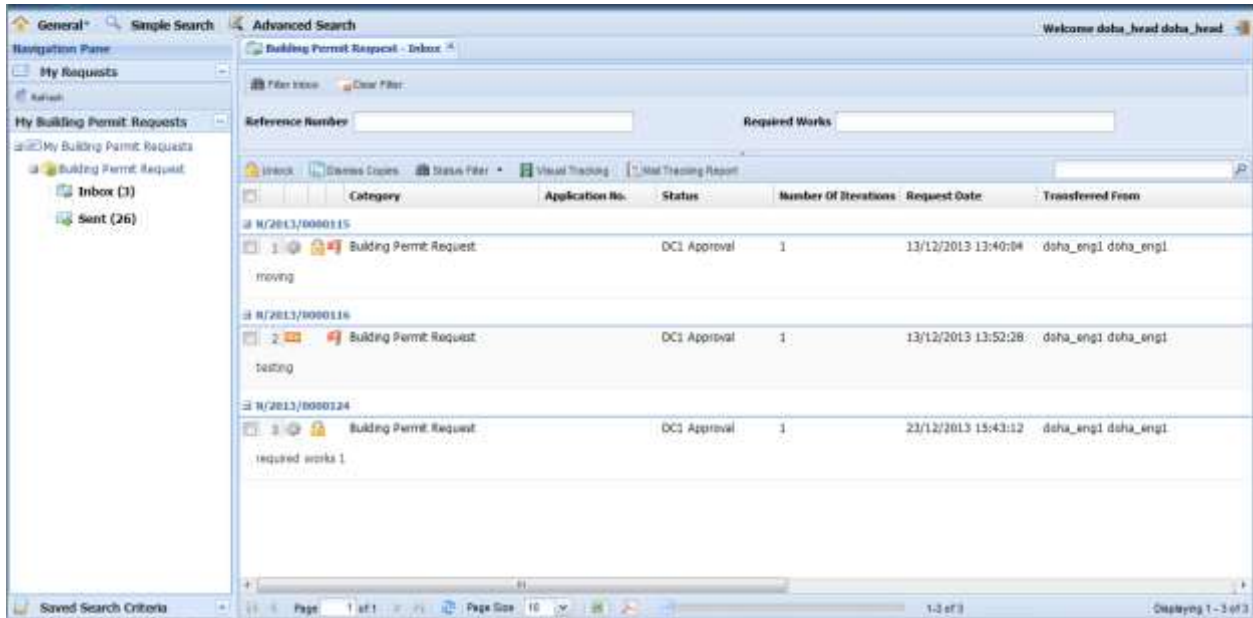 General Simple Search Advanced Search Welcome doha_head doha_head
Navigation Pane Building Permit Request - Inbox
My Requests
Filter Inbox Clear Filter
Refresh
My Building Permit Requests Reference Number Required Works
My Building Permit Requests
Building Permit Request Unlock Dismiss Copies Status Filter Visual Tracking Mail Tracking Report
Inbox (3) Category Application No. Status Number Of Iterations Request Date Transferred From
Sent (26)
N/2013/0000115
1 Building Permit Request DC1 Approval 1 13/12/2013 13:40:04 doha_eng1 doha_eng1
moving
N/2013/0000116
2 Building Permit Request DC1 Approval 1 13/12/2013 13:52:28 doha_eng1 doha_eng1
testing
N/2013/0000124
3 Building Permit Request DC1 Approval 1 23/12/2013 15:43:12 doha_eng1 doha_eng1
required works 1
Saved Search Criteria Page 1 of 1 Page Size 10 1-3 of 3 Displaying 1 - 3 of 3